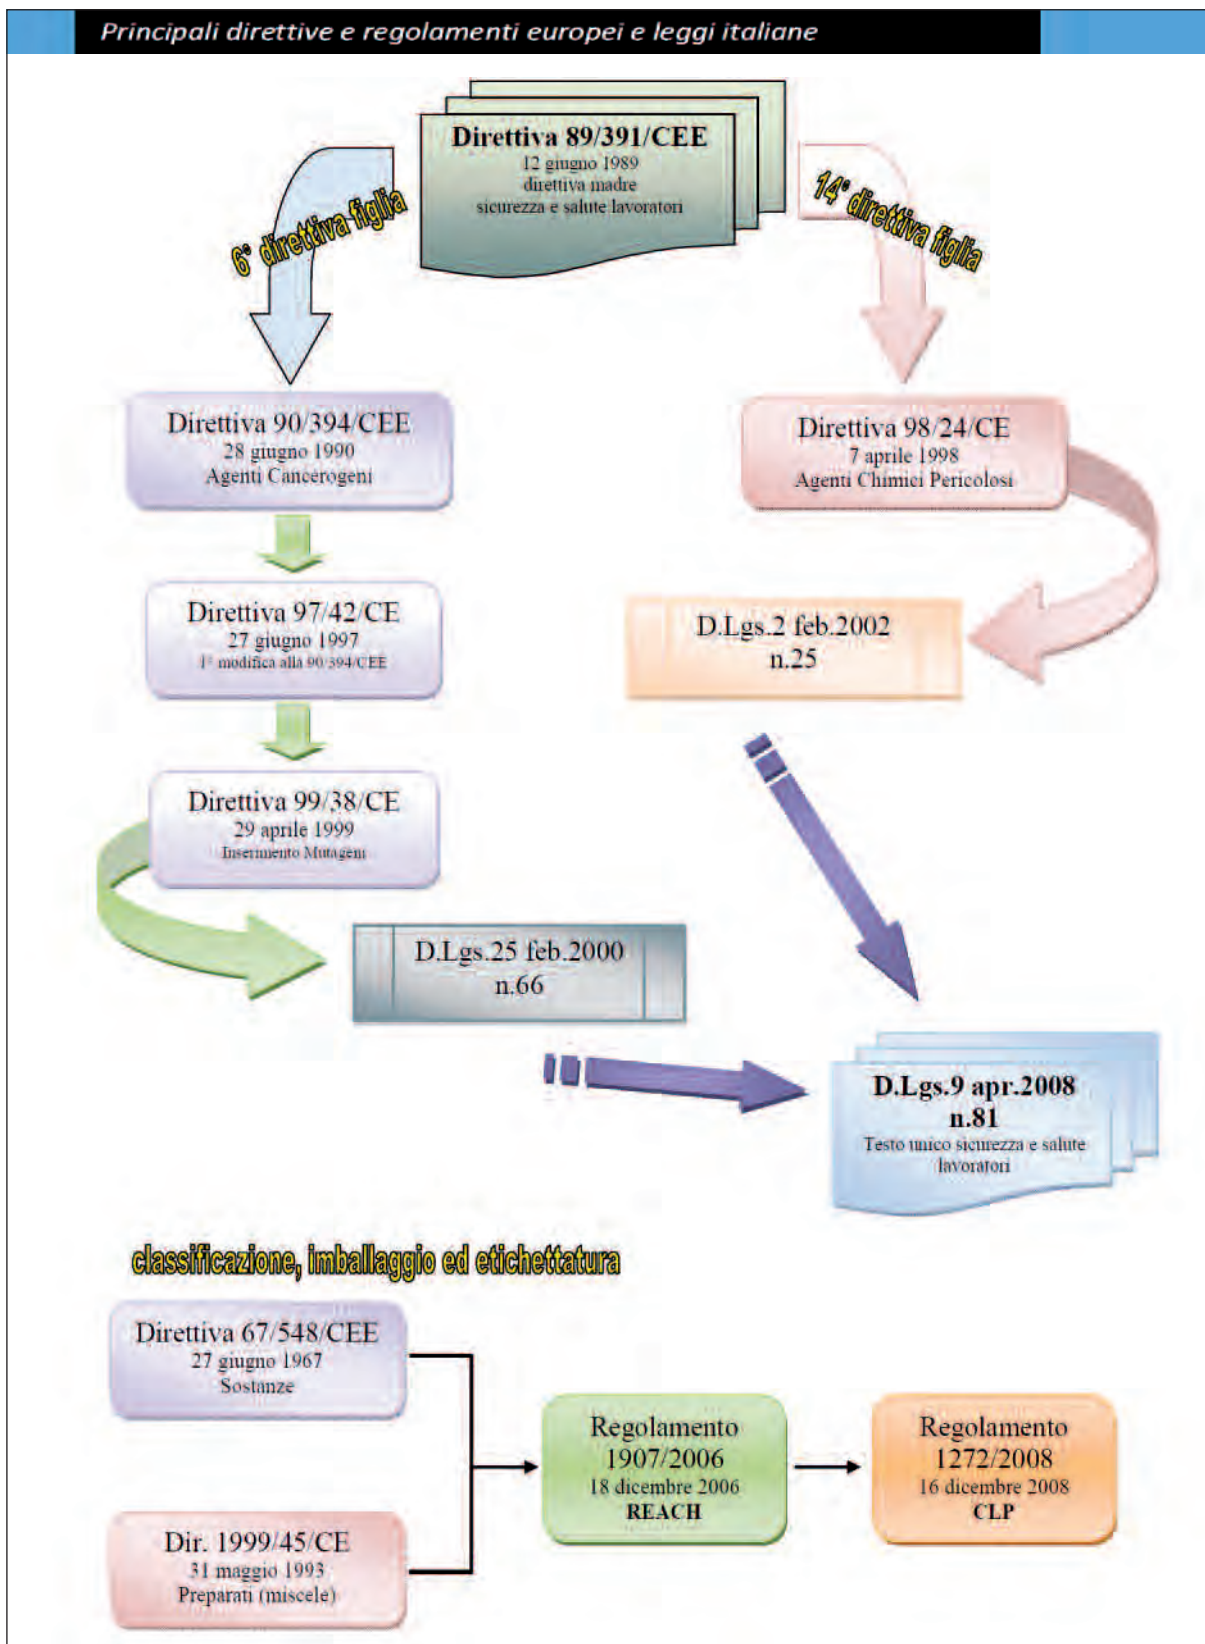 Principali direttive e regolamenti europei e leggi italiane
Direttiva 89/391/CEE
12 giugno 1989
direttiva madre
sicurezza e salute lavoratori
6° direttiva figlia
14° direttiva figlia
Direttiva 90/394/CEE
28 giugno 1990
Agenti Cancerogeni
Direttiva 98/24/CE
7 aprile 1998
Agenti Chimici Pericolosi
Direttiva 97/42/CE
27 giugno 1997
1° modifica alla 90/394/CEE
D.Lgs.2 feb.2002
n.25
Direttiva 99/38/CE
29 aprile 1999
Inserimento Mutageni
D.Lgs.25 feb.2000
n.66
D.Lgs.9 apr.2008
n.81
Testo unico sicurezza e salute
lavoratori
classificazione, imballaggio ed etichettatura
Direttiva 67/548/CEE
27 giugno 1967
Sostanze
Dir. 1999/45/CE
31 maggio 1993
Preparati (miscele)
Regolamento
1907/2006
18 dicembre 2006
REACH
Regolamento
1272/2008
16 dicembre 2008
CLP